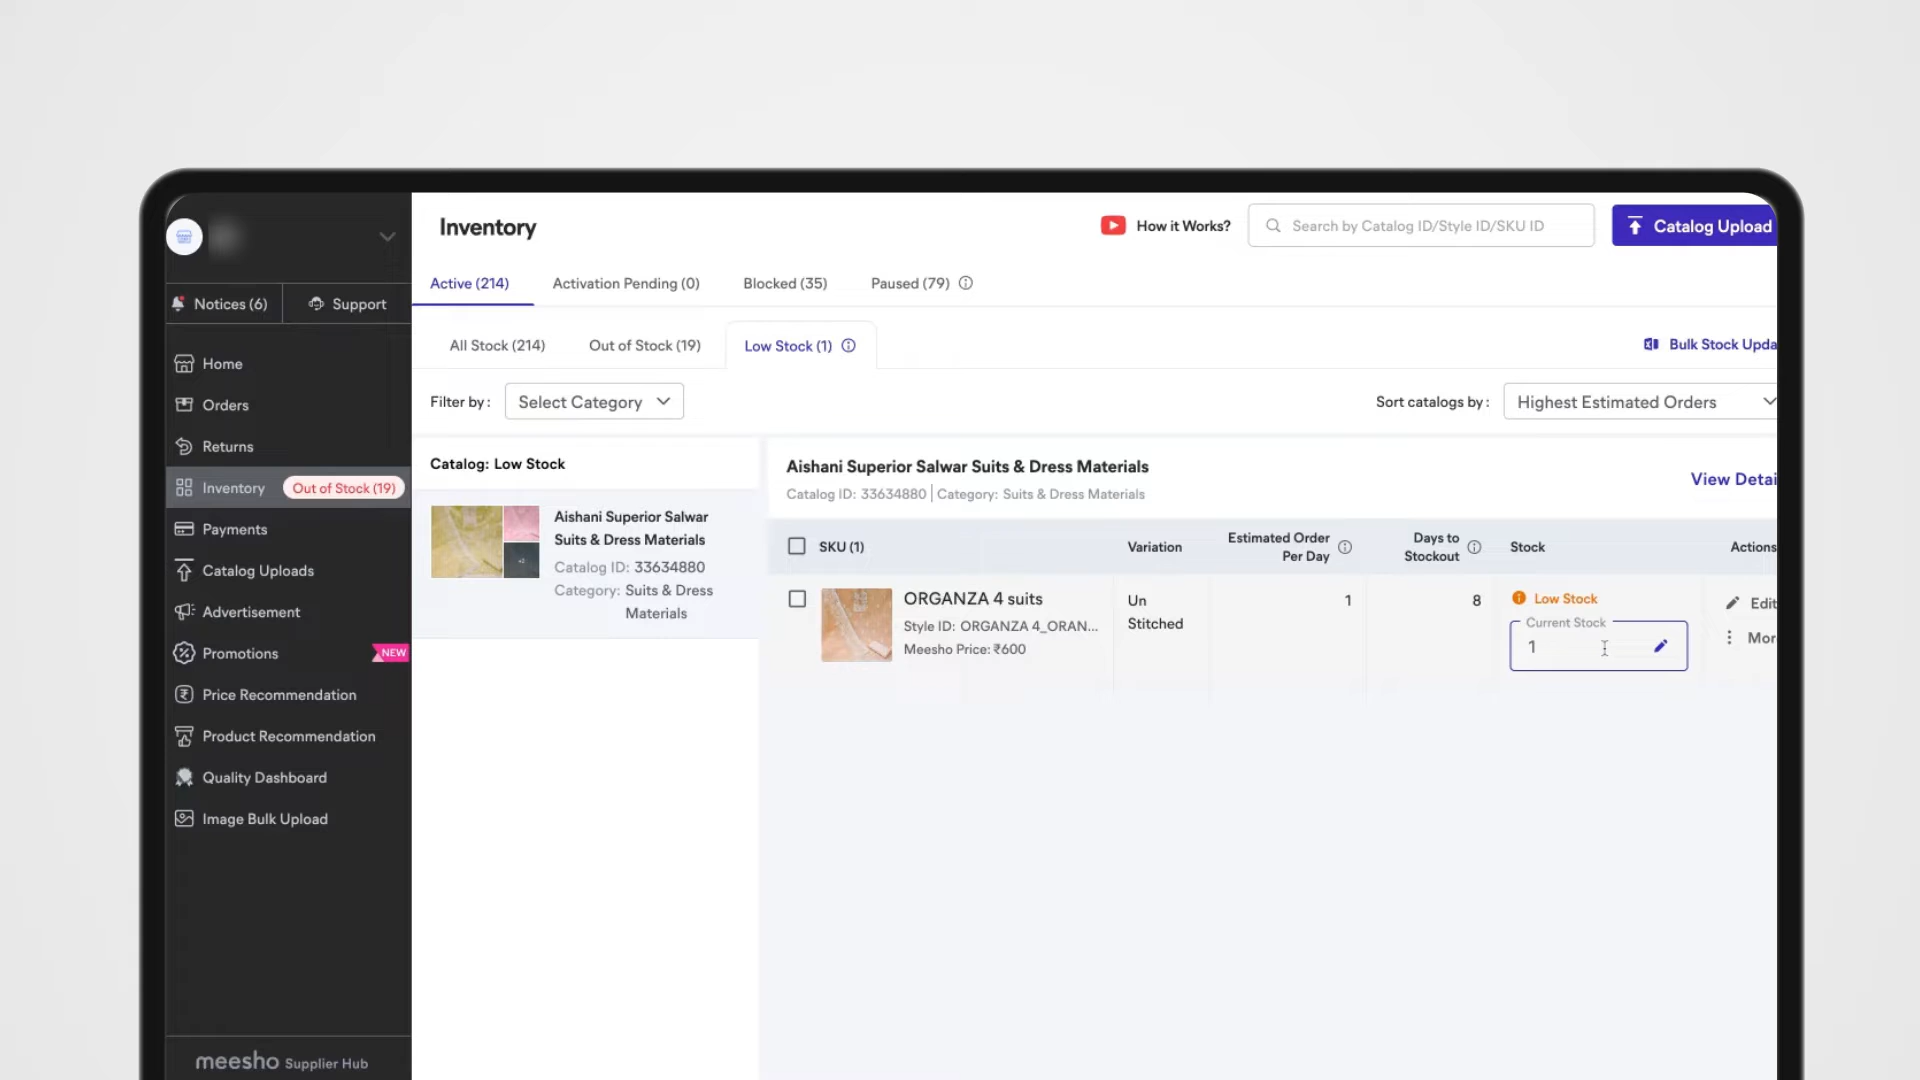 Inventory
How it Works?
Search by Catalog ID/Style ID/SKU ID
Catalog Upload
Notices (6)
Support
Active (214)
Activation Pending (0)
Blocked (35)
Paused (79)
All Stock (214)
Out of Stock (19)
Low Stock (1)
Bulk Stock Upda
Filter by :
Select Category
Sort catalogs by :
Highest Estimated Orders
Home
Orders
Returns
Inventory
Out of Stock (19)
Payments
Catalog Uploads
Advertisement
Promotions
NEW
Price Recommendation
Product Recommendation
Quality Dashboard
Image Bulk Upload
meesho Supplier Hub
Catalog: Low Stock
Aishani Superior Salwar
Suits & Dress Materials
Catalog ID: 33634880
Category: Suits & Dress
Materials
+2
Aishani Superior Salwar Suits & Dress Materials
Catalog ID: 33634880 | Category: Suits & Dress Materials
View Detai
SKU (1)
Variation
Estimated Order
Per Day
Days to
Stockout
Stock
Actions
ORGANZA 4 suits
Style ID: ORGANZA 4_ORAN...
Meesho Price: ₹600
Un
Stitched
1
8
Low Stock
Current Stock
1
Edit
Mor